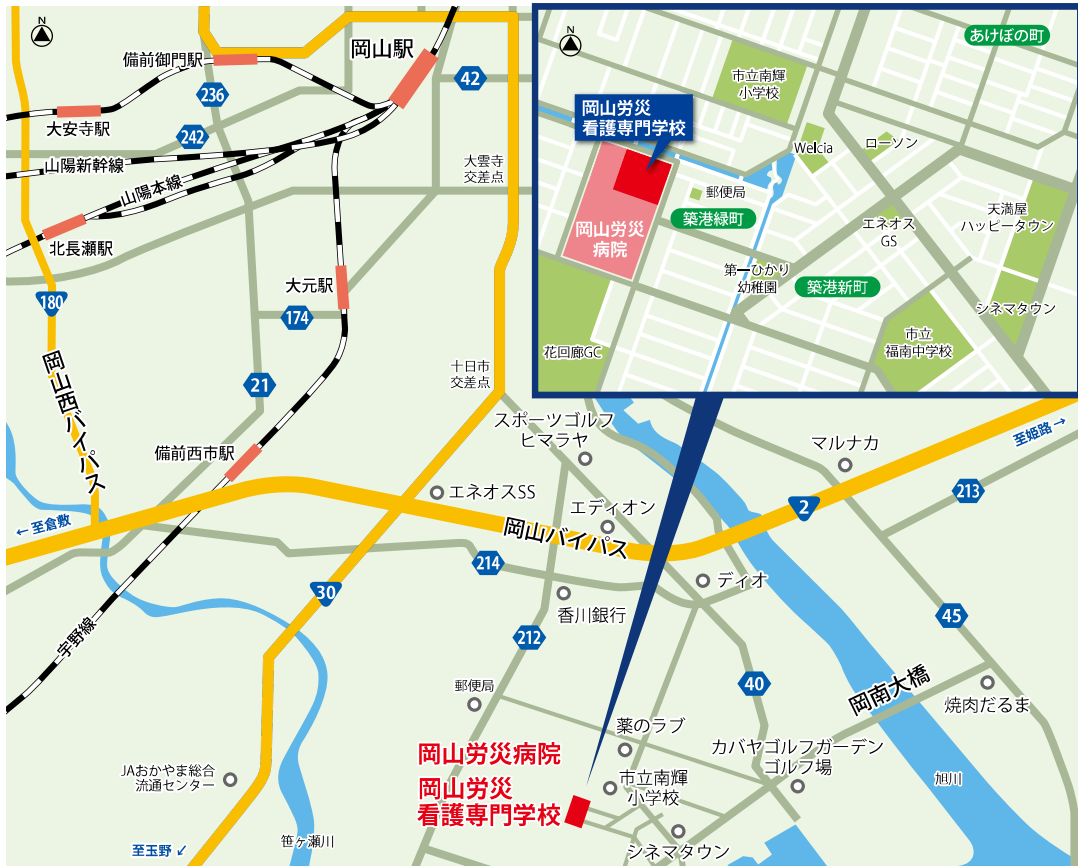 N
備前御門駅
岡山駅
236
42
大安寺駅
242
山陽新幹線
山陽本線
大雲寺
交差点
北長瀬駅
180
大元駅
174
岡山西バイパス
21
十日市
交差点
備前西市駅
N
あけぼの町
市立南輝
小学校
岡山労災
看護専門学校
Welcia
ローソン
郵便局
築港緑町
岡山労災
病院
エネオス
GS
天満屋
ハッピータウン
第一ひかり
幼稚園
築港新町
シネマタウン
市立
福南中学校
花回廊GC
スポーツゴルフ
ヒマラヤ
マルナカ
至姫路→
エネオスSS
213
2
エディオン
←至倉敷
岡山バイパス
214
ディオ
30
香川銀行
45
宇野線
212
40
岡南大橋
郵便局
焼肉だるま
薬のラブ
カバヤゴルフガーデン
ゴルフ場
岡山労災病院
岡山労災
看護専門学校
市立南輝
小学校
旭川
JAおかやま総合
流通センター
笹ヶ瀬川
シネマタウン
至玉野↙